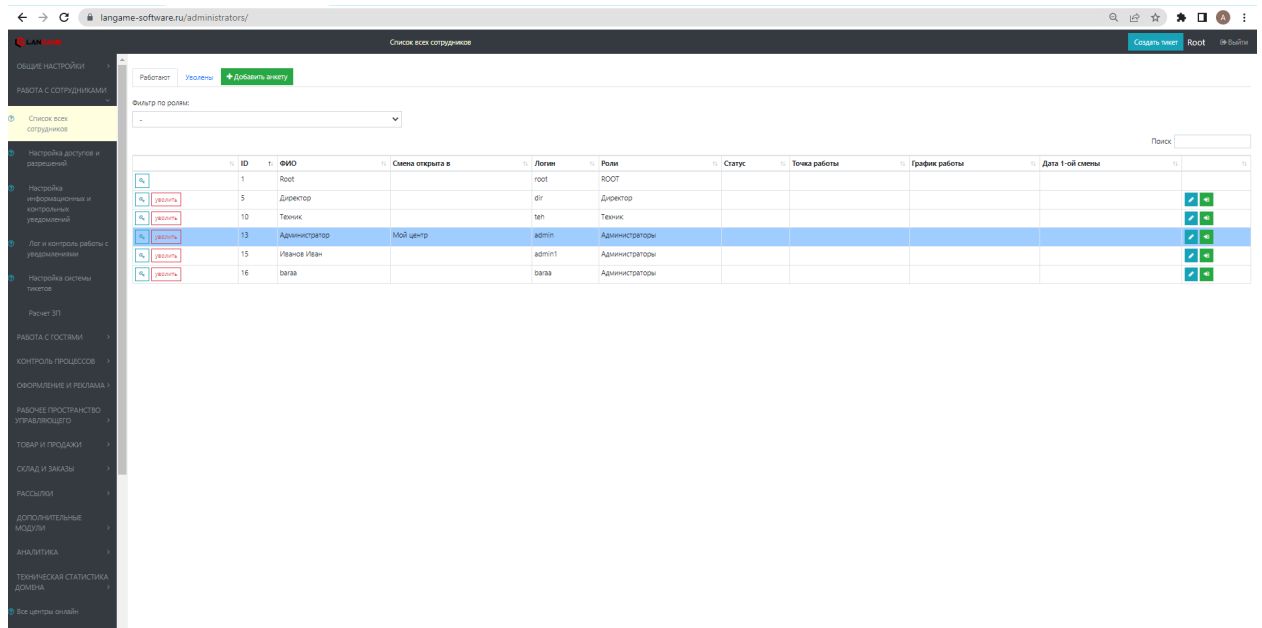 langame-software.ru/administrators/
A
LANGAME
Список всех сотрудников
Создать тикет
Root
Выйти
ОБЩИЕ НАСТРОЙКИ
РАБОТА С СОТРУДНИКАМИ
Список всех
сотрудников
Настройка доступов и
разрешений
Настройка
информационных и
контрольных
уведомлений
Лог и контроль работы с
уведомлениями
Настройка системы
тикетов
Расчет ЗП
РАБОТА С ГОСТЯМИ
КОНТРОЛЬ ПРОЦЕССОВ
ОФОРМЛЕНИЕ И РЕКЛАМА
РАБОЧЕЕ ПРОСТРАНСТВО
УПРАВЛЯЮЩЕГО
ТОВАР И ПРОДАЖИ
СКЛАД И ЗАКАЗЫ
РАССЫЛКИ
ДОПОЛНИТЕЛЬНЫЕ
МОДУЛИ
АНАЛИТИКА
ТЕХНИЧЕСКАЯ СТАТИСТИКА
ДОМЕНА
Все центры онлайн
Работают Уволены +Добавить анкету
Фильтр по ролям:
-
Поиск
ID ФИО Смена открыта в Логин Роли Статус Точка работы График работы Дата 1-ой смены
1 Root root ROOT
уволить 5 Директор dir Директор
уволить 10 Техник teh Техник
уволить 13 Администратор Мой центр admin Администраторы
уволить 15 Иванов Иван admin1 Администраторы
уволить 16 baraa baraa Администраторы